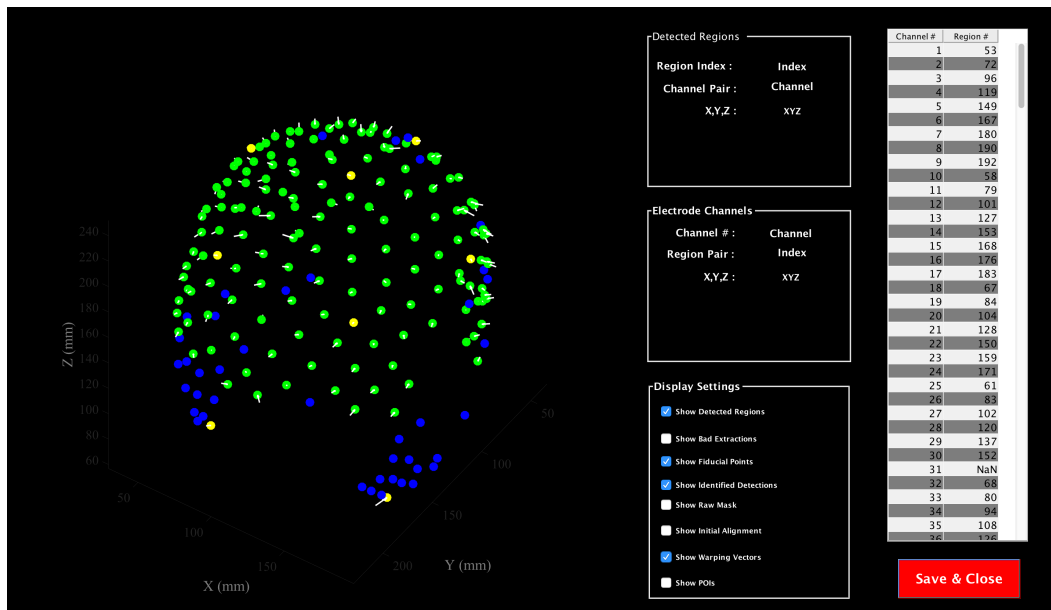 240
220
200
180
160
140
120
100
80
60
Z (mm)
50
100
150
X (mm)
50
100
150
200
Y (mm)
Detected Regions
Region Index :
Index
Channel Pair :
Channel
X,Y,Z :
XYZ
Electrode Channels
Channel # :
Channel
Region Pair :
Index
X,Y,Z :
XYZ
Display Settings
Show Detected Regions
Show Bad Extractions
Show Fiducial Points
Show Identified Detections
Show Raw Mask
Show Initial Alignment
Show Warping Vectors
Show POIs
Channel # Region #
1 53
2 72
3 96
4 119
5 149
6 167
7 180
8 190
9 192
10 58
11 79
12 101
13 127
14 153
15 168
16 176
17 183
18 67
19 84
20 104
21 128
22 150
23 159
24 171
25 61
26 83
27 102
28 120
29 137
30 152
31 NaN
32 68
33 80
34 94
35 108
36 126
Save & Close